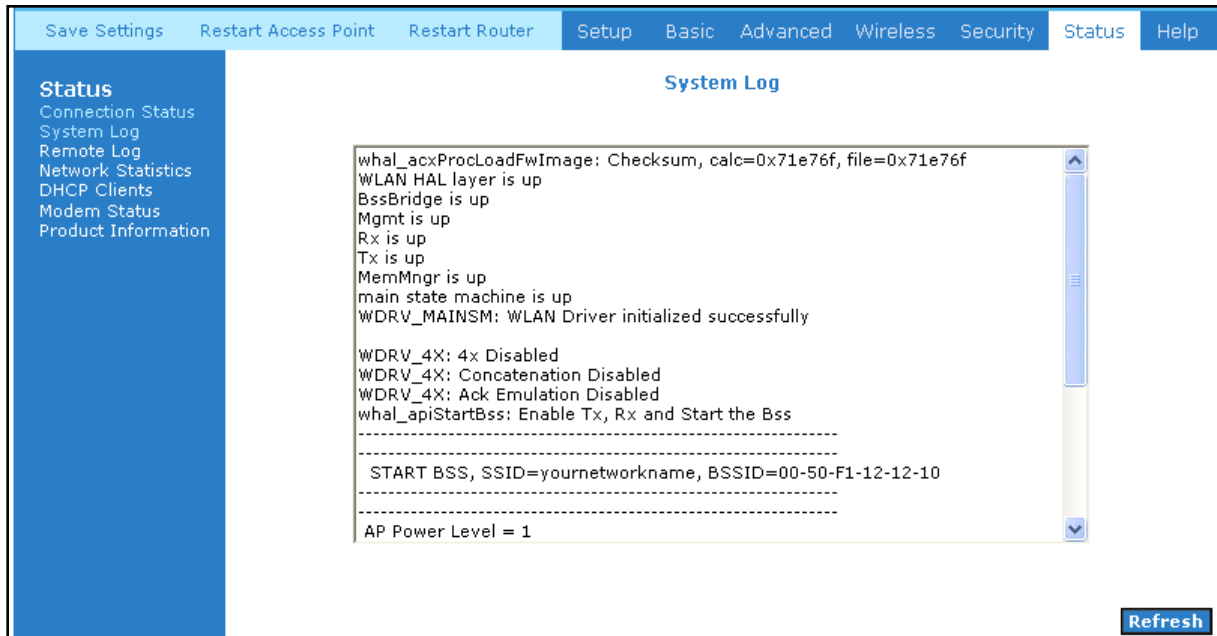 Save Settings Restart Access Point Restart Router Setup Basic Advanced Wireless Security Status Help
Status
Connection Status
System Log
Remote Log
Network Statistics
DHCP Clients
Modem Status
Product Information
System Log
whal_acxProcLoadFwImage: Checksum, calc=0x71e76f, file=0x71e76f
WLAN HAL layer is up
BssBridge is up
Mgmt is up
Rx is up
Tx is up
MemMngr is up
main state machine is up
WDRV_MAINSM: WLAN Driver initialized successfully
WDRV_4X: 4x Disabled
WDRV_4X: Concatenation Disabled
WDRV_4X: Ack Emulation Disabled
whal_apiStartBss: Enable Tx, Rx and Start the Bss
----------------------------------------------------------------
----------------------------------------------------------------
START BSS, SSID=yournetworkname, BSSID=00-50-F1-12-12-10
----------------------------------------------------------------
----------------------------------------------------------------
AP Power Level = 1
Refresh